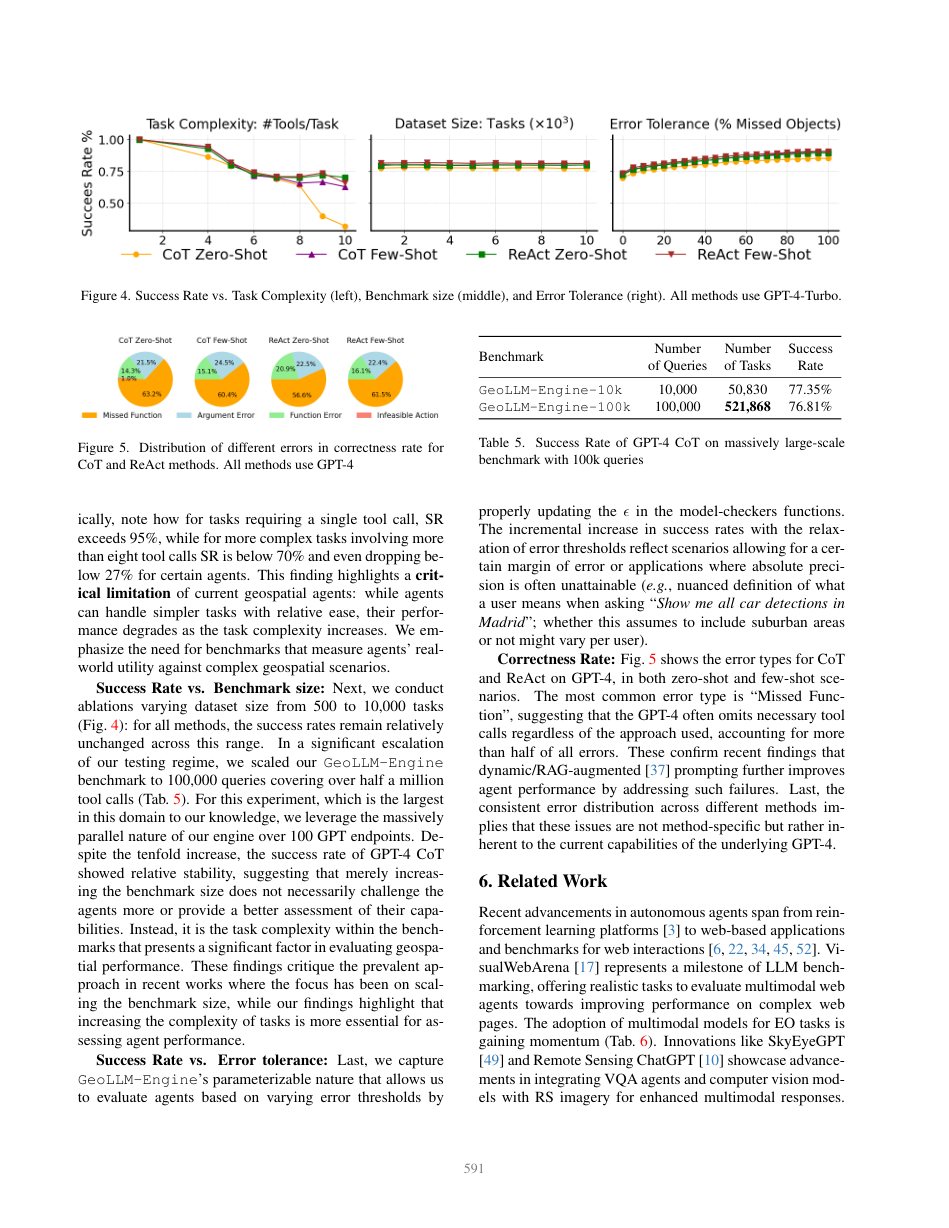 Task Complexity: #Tools/Task
Dataset Size: Tasks (×10³)
Error Tolerance (% Missed Objects)
Succees Rate %
1.00
0.75
0.50
2 4 6 8 10
2 4 6 8 10
0 20 40 60 80 100
CoT Zero-Shot CoT Few-Shot ReAct Zero-Shot ReAct Few-Shot
Figure 4. Success Rate vs. Task Complexity (left), Benchmark size (middle), and Error Tolerance (right). All methods use GPT-4-Turbo.
CoT Zero-Shot CoT Few-Shot ReAct Zero-Shot ReAct Few-Shot
21.5%
14.3%
1.0%
63.2%
24.5%
15.1%
60.4%
22.5%
20.9%
56.6%
22.4%
16.1%
61.5%
Missed Function Argument Error Function Error Infeasible Action
Figure 5. Distribution of different errors in correctness rate for
CoT and ReAct methods. All methods use GPT-4
ically, note how for tasks requiring a single tool call, SR
exceeds 95%, while for more complex tasks involving more
than eight tool calls SR is below 70% and even dropping be-
low 27% for certain agents. This finding highlights a crit-
ical limitation of current geospatial agents: while agents
can handle simpler tasks with relative ease, their perfor-
mance degrades as the task complexity increases. We em-
phasize the need for benchmarks that measure agents' real-
world utility against complex geospatial scenarios.
Success Rate vs. Benchmark size: Next, we conduct
ablations varying dataset size from 500 to 10,000 tasks
(Fig. 4): for all methods, the success rates remain relatively
unchanged across this range. In a significant escalation
of our testing regime, we scaled our GeoLLM-Engine
benchmark to 100,000 queries covering over half a million
tool calls (Tab. 5). For this experiment, which is the largest
in this domain to our knowledge, we leverage the massively
parallel nature of our engine over 100 GPT endpoints. De-
spite the tenfold increase, the success rate of GPT-4 CoT
showed relative stability, suggesting that merely increas-
ing the benchmark size does not necessarily challenge the
agents more or provide a better assessment of their capa-
bilities. Instead, it is the task complexity within the bench-
marks that presents a significant factor in evaluating geospa-
tial performance. These findings critique the prevalent ap-
proach in recent works where the focus has been on scal-
ing the benchmark size, while our findings highlight that
increasing the complexity of tasks is more essential for as-
sessing agent performance.
Success Rate vs. Error tolerance: Last, we capture
GeoLLM-Engine's parameterizable nature that allows us
to evaluate agents based on varying error thresholds by
Benchmark Number of Queries Number of Tasks Success Rate
GeoLLM-Engine-10k 10,000 50,830 77.35%
GeoLLM-Engine-100k 100,000 521,868 76.81%
Table 5. Success Rate of GPT-4 CoT on massively large-scale
benchmark with 100k queries
properly updating the ϵ in the model-checkers functions.
The incremental increase in success rates with the relax-
ation of error thresholds reflect scenarios allowing for a cer-
tain margin of error or applications where absolute preci-
sion is often unattainable (e.g., nuanced definition of what
a user means when asking “Show me all car detections in
Madrid”; whether this assumes to include suburban areas
or not might vary per user).
Correctness Rate: Fig. 5 shows the error types for CoT
and ReAct on GPT-4, in both zero-shot and few-shot sce-
narios. The most common error type is “Missed Func-
tion”, suggesting that the GPT-4 often omits necessary tool
calls regardless of the approach used, accounting for more
than half of all errors. These confirm recent findings that
dynamic/RAG-augmented [37] prompting further improves
agent performance by addressing such failures. Last, the
consistent error distribution across different methods im-
plies that these issues are not method-specific but rather in-
herent to the current capabilities of the underlying GPT-4.
6. Related Work
Recent advancements in autonomous agents span from rein-
forcement learning platforms [3] to web-based applications
and benchmarks for web interactions [6, 22, 34, 45, 52]. Vi-
sualWebArena [17] represents a milestone of LLM bench-
marking, offering realistic tasks to evaluate multimodal web
agents towards improving performance on complex web
pages. The adoption of multimodal models for EO tasks is
gaining momentum (Tab. 6). Innovations like SkyEyeGPT
[49] and Remote Sensing ChatGPT [10] showcase advance-
ments in integrating VQA agents and computer vision mod-
els with RS imagery for enhanced multimodal responses.
591